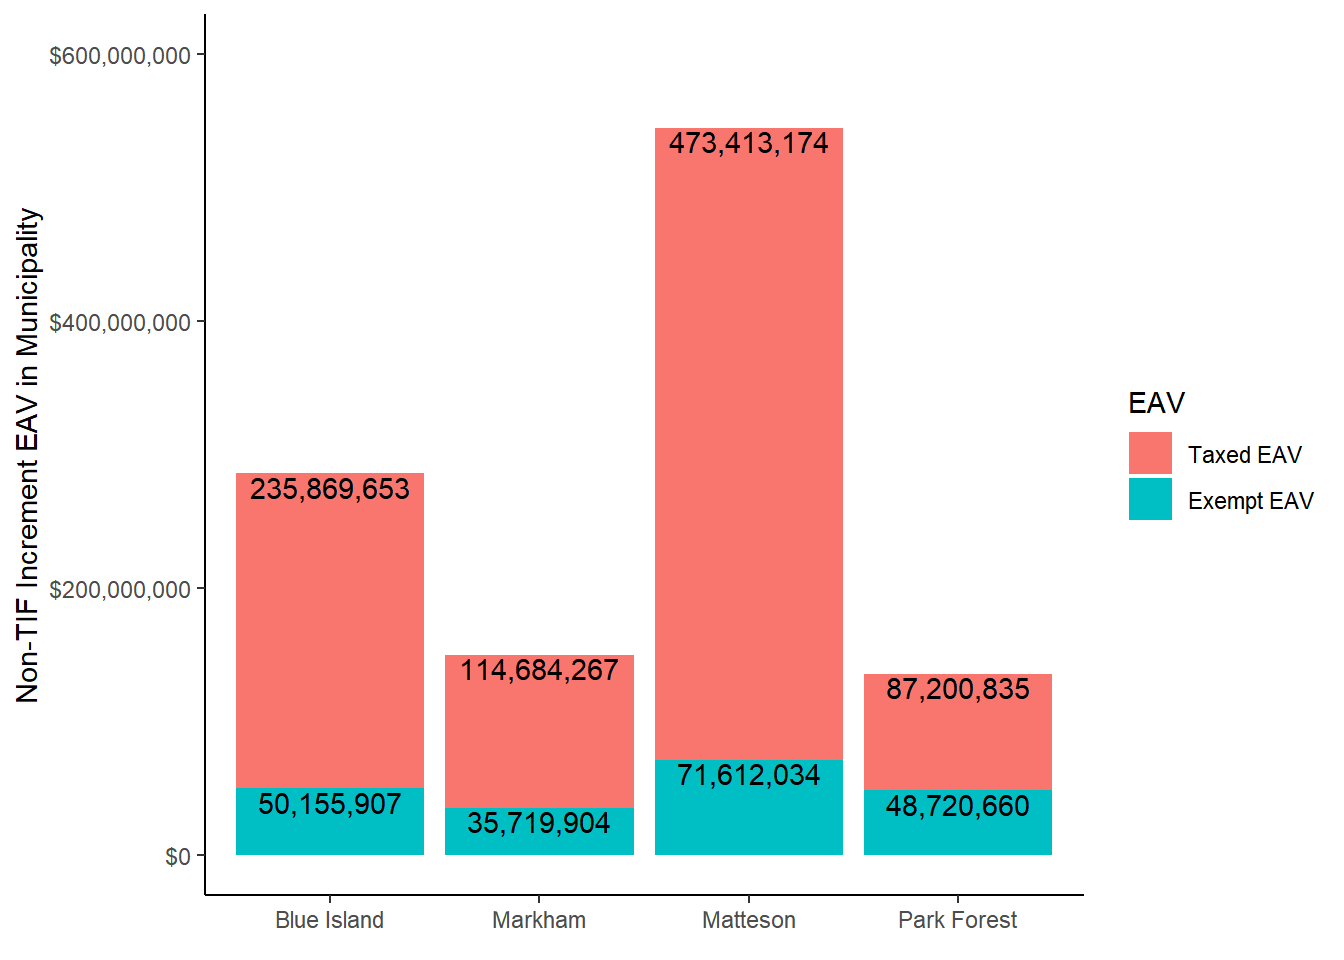 Non-TIF Increment EAV in Municipality
$600,000,000
$400,000,000
$200,000,000
$0
473,413,174
235,869,653
114,684,267
87,200,835
71,612,034
50,155,907
35,719,904
48,720,660
Blue Island
Markham
Matteson
Park Forest
EAV
Taxed EAV
Exempt EAV